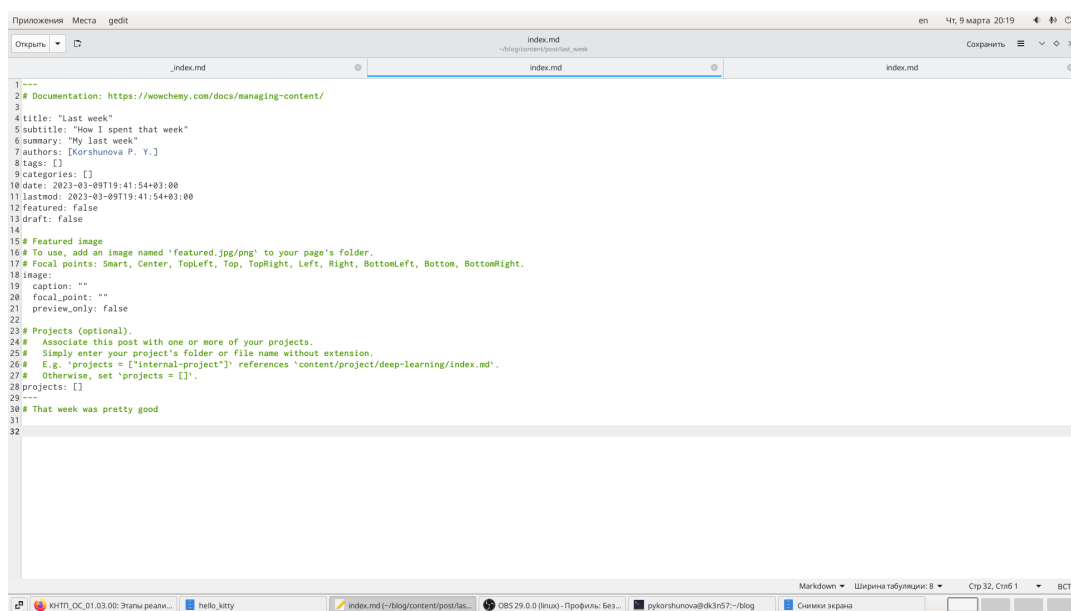 Приложения Места gedit en Чт, 9 марта 20:19
Открыть index.md Сохранить
~/blog/content/post/last_week
_index.md index.md index.md
1 ---
2 # Documentation: https://wowchemy.com/docs/managing-content/
3
4 title: "Last week"
5 subtitle: "How I spent that week"
6 summary: "My last week"
7 authors: [Korshunova P. Y.]
8 tags: []
9 categories: []
10 date: 2023-03-09T19:41:54+03:00
11 lastmod: 2023-03-09T19:41:54+03:00
12 featured: false
13 draft: false
14
15 # Featured image
16 # To use, add an image named `featured.jpg/png` to your page's folder.
17 # Focal points: Smart, Center, TopLeft, Top, TopRight, Left, Right, BottomLeft, Bottom, BottomRight.
18 image:
19   caption: ""
20   focal_point: ""
21   preview_only: false
22
23 # Projects (optional).
24 #   Associate this post with one or more of your projects.
25 #   Simply enter your project's folder or file name without extension.
26 #   E.g. `projects = ["internal-project"]` references `content/project/deep-learning/index.md`.
27 #   Otherwise, set `projects = []`.
28 projects: []
29 ---
30 # That week was pretty good
31
32
Markdown Ширина табуляции: 8 Стр 32, Стлб 1 ВСТ
КНТП_ОС_01.03.00: Этапы реали... hello_kitty index.md (~/blog/content/post/las... OBS 29.0.0 (linux) - Профиль: Без... pykorshunova@dk3n57:~/blog Снимки экрана